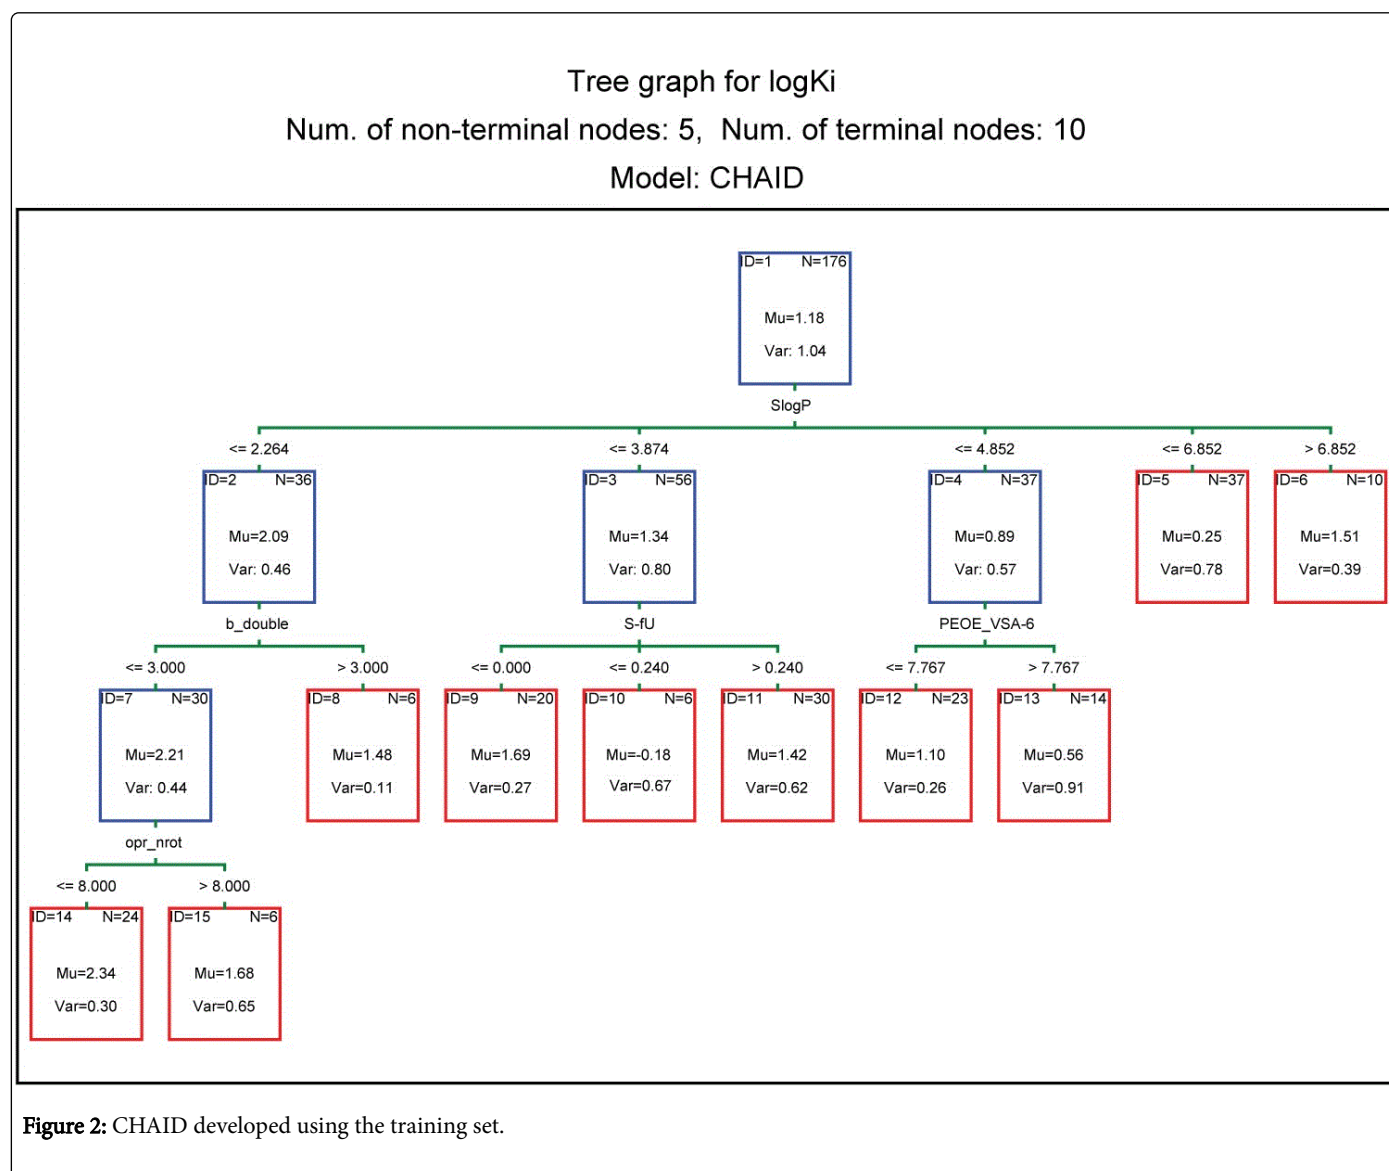 Tree graph for logKi
Num. of non-terminal nodes: 5,  Num. of terminal nodes: 10
Model: CHAID
ID=1 N=176
Mu=1.18
Var: 1.04
SlogP
<= 2.264 <= 3.874 <= 4.852 <= 6.852 > 6.852
ID=2 N=36 ID=3 N=56 ID=4 N=37 ID=5 N=37 ID=6 N=10
Mu=2.09 Mu=1.34 Mu=0.89 Mu=0.25 Mu=1.51
Var: 0.46 Var: 0.80 Var: 0.57 Var=0.78 Var=0.39
b_double S-fU PEOE_VSA-6
<= 3.000 > 3.000 <= 0.000 <= 0.240 > 0.240 <= 7.767 > 7.767
ID=7 N=30 ID=8 N=6 ID=9 N=20 ID=10 N=6 ID=11 N=30 ID=12 N=23 ID=13 N=14
Mu=2.21 Mu=1.48 Mu=1.69 Mu=-0.18 Mu=1.42 Mu=1.10 Mu=0.56
Var: 0.44 Var=0.11 Var=0.27 Var=0.67 Var=0.62 Var=0.26 Var=0.91
opr_nrot
<= 8.000 > 8.000
ID=14 N=24 ID=15 N=6
Mu=2.34 Mu=1.68
Var=0.30 Var=0.65
Figure 2: CHAID developed using the training set.